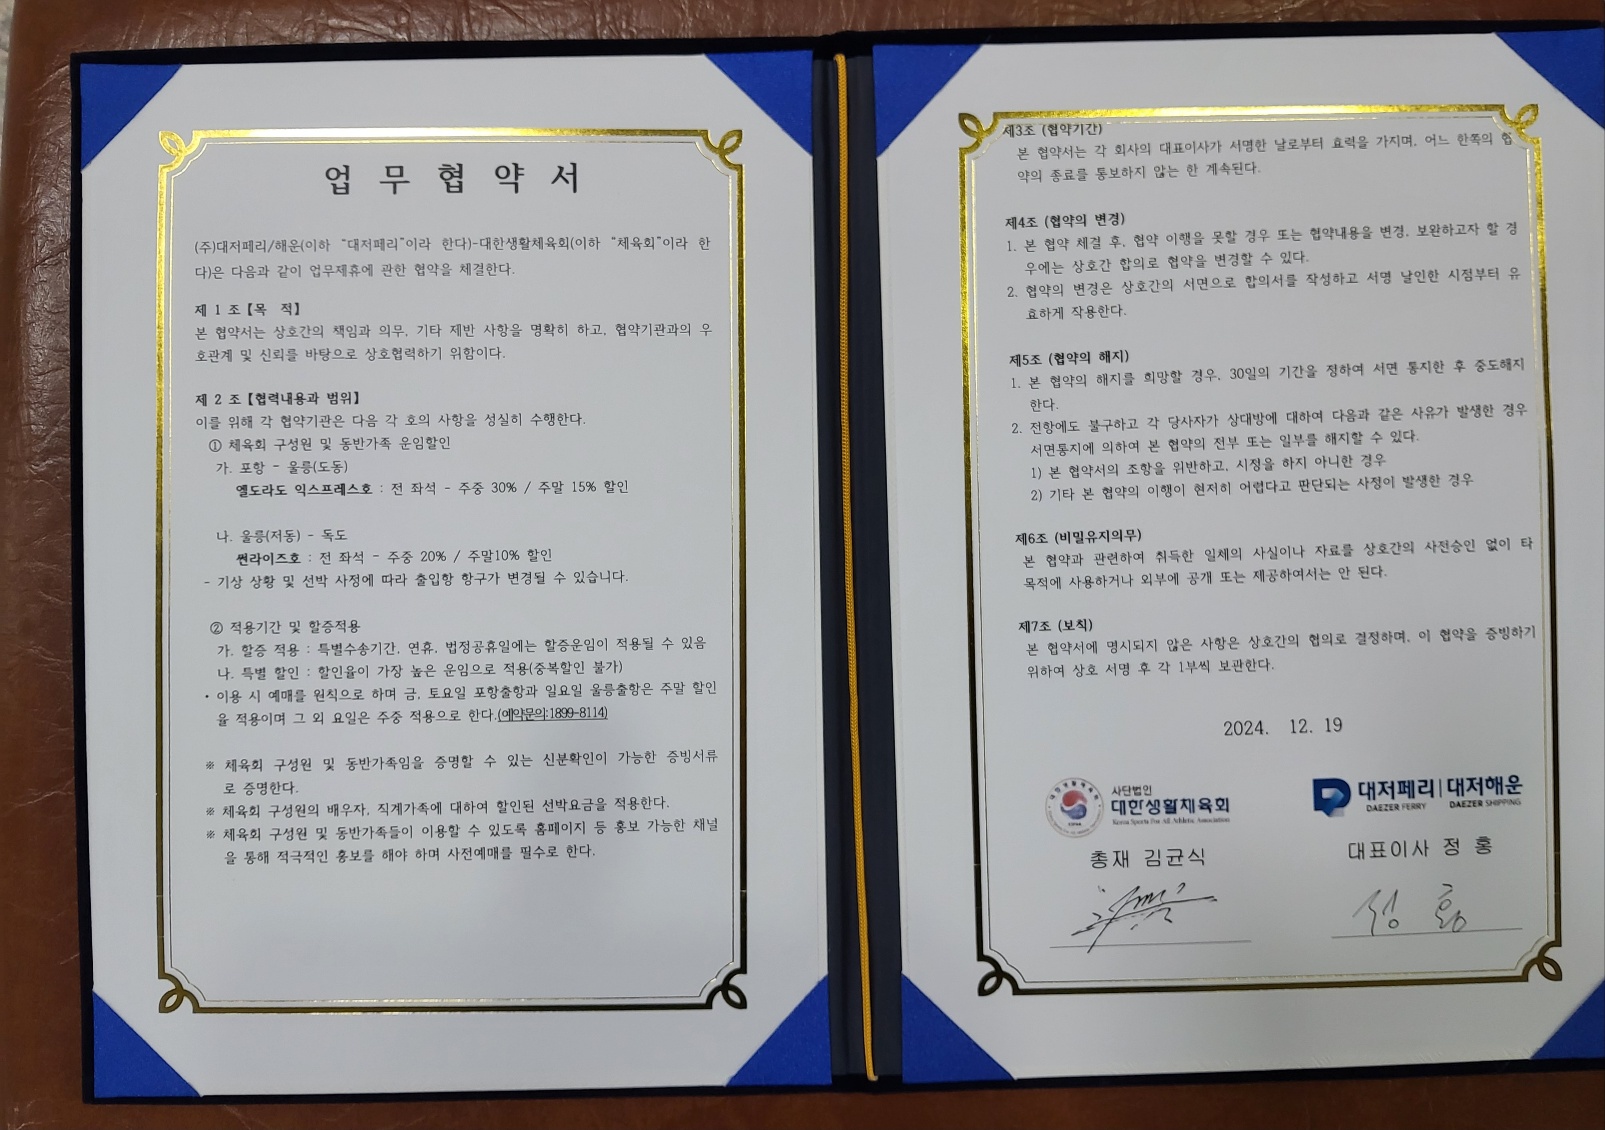 업 무 협 약 서
(주)대저페리/해운(이하 “대저페리”이라 한다)-대한생활체육회(이하 “체육회”이라 한
다)은 다음과 같이 업무제휴에 관한 협약을 체결한다.
제 1 조【목 적】
본 협약서는 상호간의 책임과 의무, 기타 제반 사항을 명확히 하고, 협약기관과의 우
호관계 및 신뢰를 바탕으로 상호협력하기 위함이다.
제 2 조【협력내용과 범위】
이를 위해 각 협약기관은 다음 각 호의 사항을 성실히 수행한다.
① 체육회 구성원 및 동반가족 운임할인
가. 포항 - 울릉(도동)
엘도라도 익스프레스호 : 전 좌석 - 주중 30% / 주말 15% 할인
나. 울릉(저동) - 독도
썬라이즈호 : 전 좌석 - 주중 20% / 주말10% 할인
- 기상 상황 및 선박 사정에 따라 출입항 항구가 변경될 수 있습니다.
② 적용기간 및 할증적용
가. 할증 적용 : 특별수송기간, 연휴, 법정공휴일에는 할증운임이 적용될 수 있음
나. 특별 할인 : 할인율이 가장 높은 운임으로 적용(중복할인 불가)
• 이용 시 예매를 원칙으로 하며 금, 토요일 포항출항과 일요일 울릉출항은 주말 할인
을 적용이며 그 외 요일은 주중 적용으로 한다.(예약문의:1899-8114)
※ 체육회 구성원 및 동반가족임을 증명할 수 있는 신분확인이 가능한 증빙서류
로 증명한다.
※ 체육회 구성원의 배우자, 직계가족에 대하여 할인된 선박요금을 적용한다.
※ 체육회 구성원 및 동반가족들이 이용할 수 있도록 홈페이지 등 홍보 가능한 채널
을 통해 적극적인 홍보를 해야 하며 사전예매를 필수로 한다.
제3조 (협약기간)
본 협약서는 각 회사의 대표이사가 서명한 날로부터 효력을 가지며, 어느 한쪽의 협
약의 종료를 통보하지 않는 한 계속된다.
제4조 (협약의 변경)
1. 본 협약 체결 후, 협약 이행을 못할 경우 또는 협약내용을 변경, 보완하고자 할 경
우에는 상호간 합의로 협약을 변경할 수 있다.
2. 협약의 변경은 상호간의 서면으로 합의서를 작성하고 서명 날인한 시점부터 유
효하게 작용한다.
제5조 (협약의 해지)
1. 본 협약의 해지를 희망할 경우, 30일의 기간을 정하여 서면 통지한 후 중도해지
한다.
2. 전항에도 불구하고 각 당사자가 상대방에 대하여 다음과 같은 사유가 발생한 경우
서면통지에 의하여 본 협약의 전부 또는 일부를 해지할 수 있다.
1) 본 협약서의 조항을 위반하고, 시정을 하지 아니한 경우
2) 기타 본 협약의 이행이 현저히 어렵다고 판단되는 사정이 발생한 경우
제6조 (비밀유지의무)
본 협약과 관련하여 취득한 일체의 사실이나 자료를 상호간의 사전승인 없이 타
목적에 사용하거나 외부에 공개 또는 제공하여서는 안 된다.
제7조 (보칙)
본 협약서에 명시되지 않은 사항은 상호간의 협의로 결정하며, 이 협약을 증빙하기
위하여 상호 서명 후 각 1부씩 보관한다.
2024. 12. 19
사단법인
대한생활체육회
Korea Sports For All Athletic Association
총재 김균식
대저페리 | 대저해운
DAEZER FERRY DAEZER SHIPPING
대표이사 정 홍
정 홍